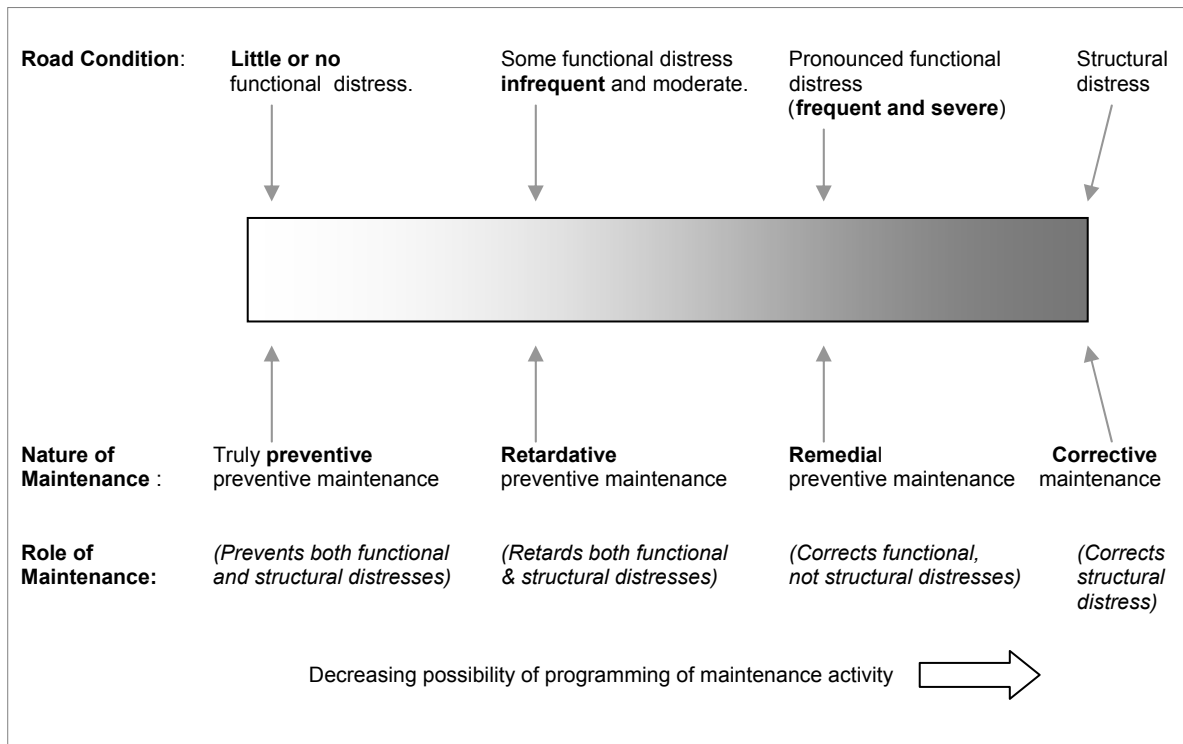 Road Condition:
Little or no
functional distress.
Some functional distress
infrequent and moderate.
Pronounced functional
distress
(frequent and severe)
Structural
distress
Nature of
Maintenance :
Truly preventive
preventive maintenance
Retardative
preventive maintenance
Remedial
preventive maintenance
Corrective
maintenance
Role of
Maintenance:
(Prevents both functional
and structural distresses)
(Retards both functional
& structural distresses)
(Corrects functional,
not structural distresses)
(Corrects
structural
distress)
Decreasing possibility of programming of maintenance activity